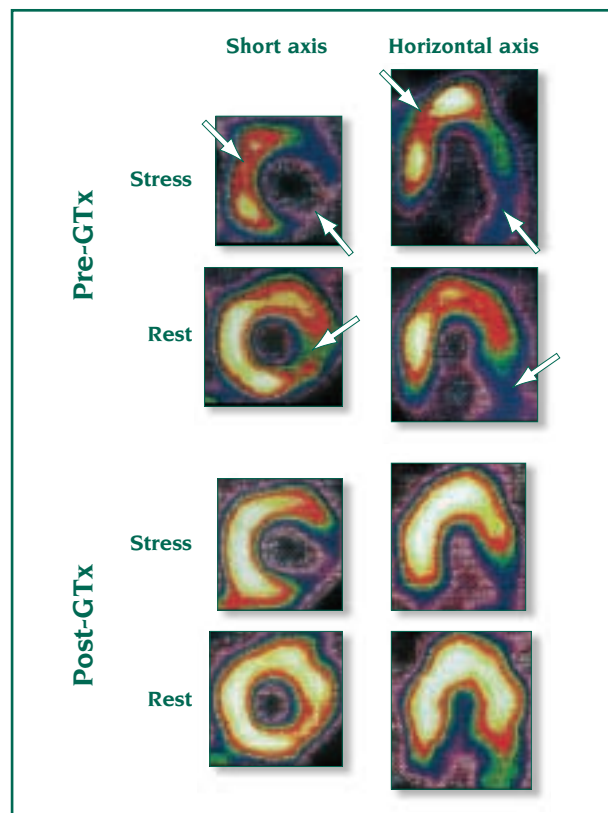 Short axis
Horizontal axis
Pre-GTx
Stress
Rest
Post-GTx
Stress
Rest